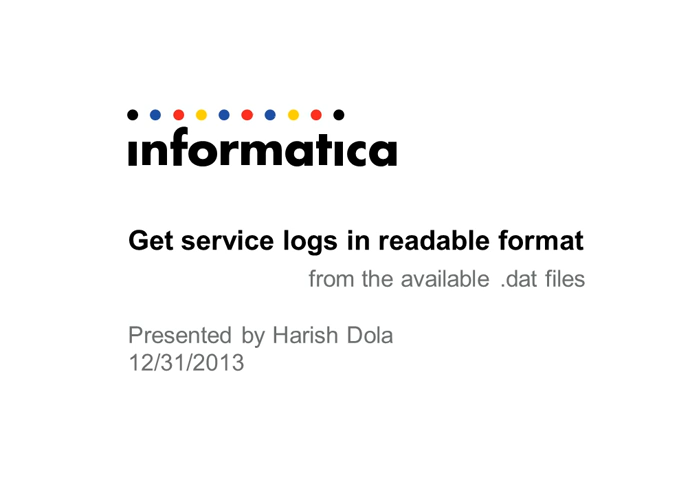 informatica
Get service logs in readable format
from the available .dat files
Presented by Harish Dola
12/31/2013